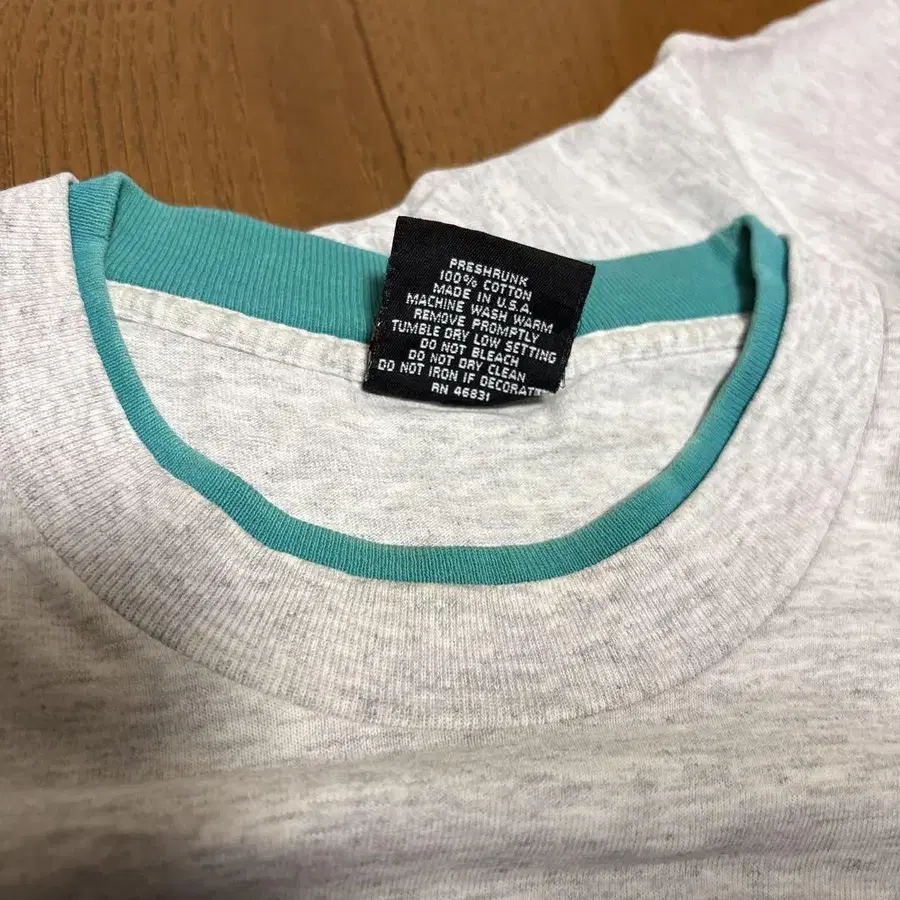 PRESHRUNK
100% COTTON
MADE IN U.S.A.
MACHINE WASH WARM
REMOVE PROMPTLY
TUMBLE DRY LOW SETTING
DO NOT BLEACH
DO NOT DRY CLEAN
DO NOT IRON IF
RN 46831